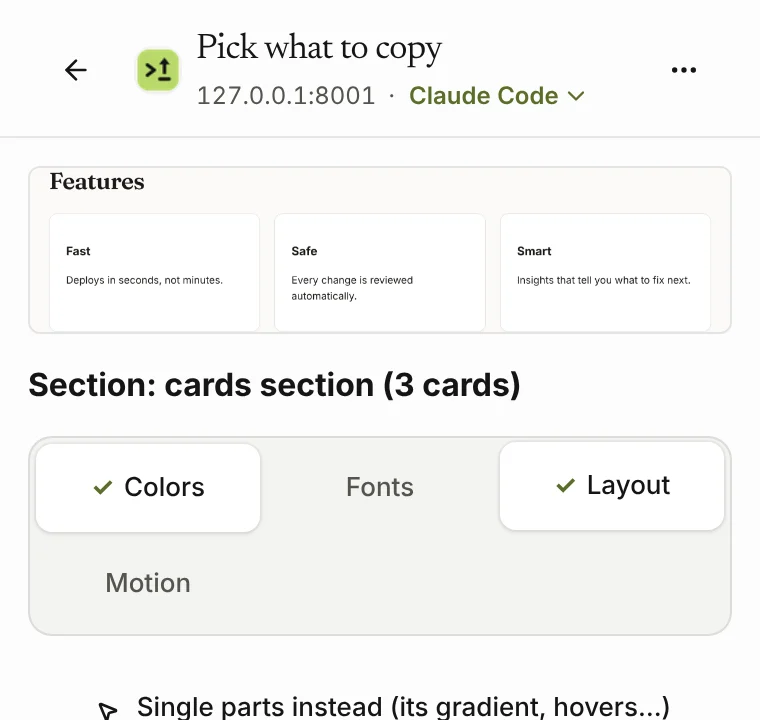 Pick what to copy
127.0.0.1:8001 · Claude Code
Features
Fast
Deploys in seconds, not minutes.
Safe
Every change is reviewed
automatically.
Smart
Insights that tell you what to fix next.
Section: cards section (3 cards)
Colors
Fonts
Layout
Motion
Single parts instead (its gradient, hovers...)